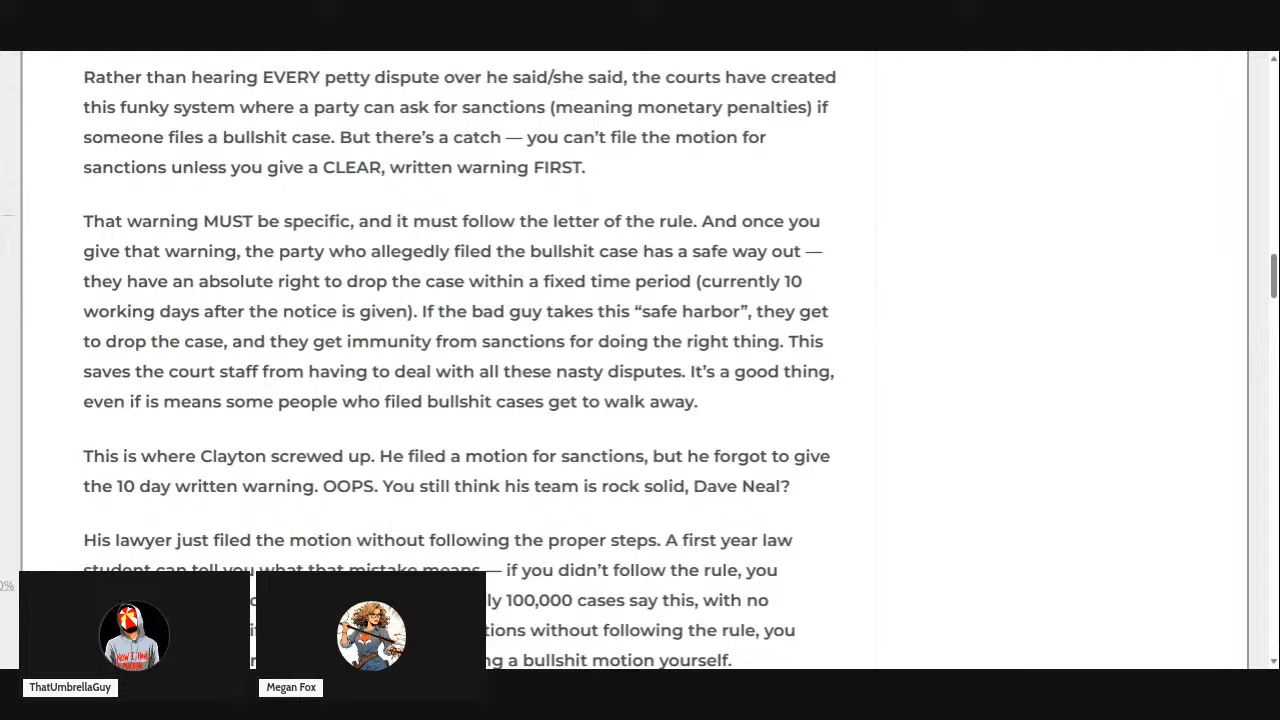 Rather than hearing EVERY petty dispute over he said/she said, the courts have created
this funky system where a party can ask for sanctions (meaning monetary penalties) if
someone files a bullshit case. But there’s a catch — you can’t file the motion for
sanctions unless you give a CLEAR, written warning FIRST.
That warning MUST be specific, and it must follow the letter of the rule. And once you
give that warning, the party who allegedly filed the bullshit case has a safe way out —
they have an absolute right to drop the case within a fixed time period (currently 10
working days after the notice is given). If the bad guy takes this “safe harbor”, they get
to drop the case, and they get immunity from sanctions for doing the right thing. This
saves the court staff from having to deal with all these nasty disputes. It’s a good thing,
even if is means some people who filed bullshit cases get to walk away.
This is where Clayton screwed up. He filed a motion for sanctions, but he forgot to give
the 10 day written warning. OOPS. You still think his team is rock solid, Dave Neal?
His lawyer just filed the motion without following the proper steps. A first year law
student can tell you what that mistake means — if you didn’t follow the rule, you
100,000 cases say this, with no
without following the rule, you
a bullshit motion yourself.
0%
NOW I HAVE
ThatUmbrellaGuy
Megan Fox